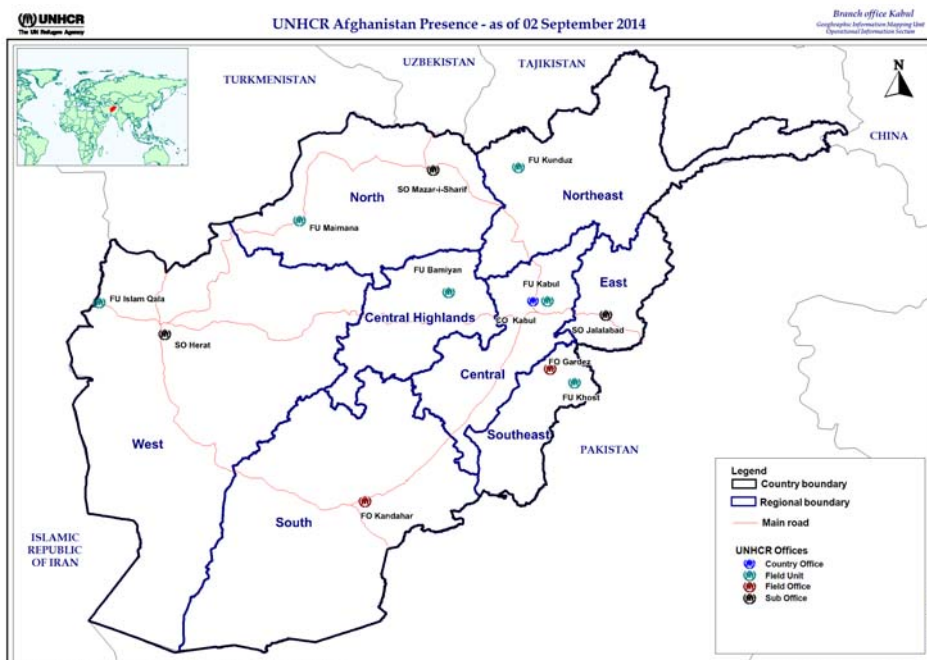 UNHCR
The UN Refugee Agency
UNHCR Afghanistan Presence - as of 02 September 2014
Branch office Kabul
Geographic Information Mapping Unit
Operational Information Section
UZBEKISTAN
TAJIKISTAN
TURKMENISTAN
N
CHINA
FU Kunduz
SO Mazar-i-Sharif
North
Northeast
FU Maimana
FU Bamiyan
FU Kabul
East
FU Islam Qala
Central Highlands
CO Kabul
SO Jalalabad
SO Herat
FO Gardez
Central
FU Khost
Southeast
West
PAKISTAN
FO Kandahar
South
ISLAMIC
REPUBLIC
OF IRAN
Legend
Country boundary
Regional boundary
Main road
UNHCR Offices
Country Office
Field Unit
Field Office
Sub Office